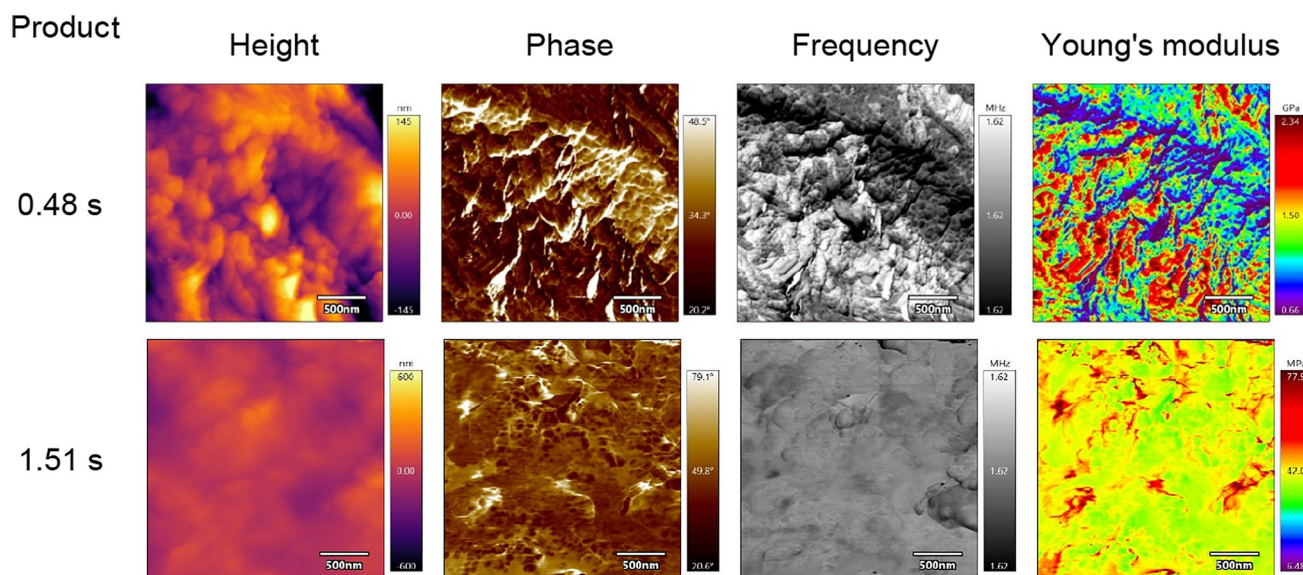 Product
Height
Phase
Frequency
Young's modulus
nm
145
0.00
-145
500nm
48.5°
34.3°
20.2°
500nm
MHz
1.62
1.62
1.62
500nm
GPa
2.34
1.50
0.66
500nm
0.48 s
nm
600
0.00
-600
500nm
79.1°
49.8°
20.6°
500nm
MHz
1.62
1.62
1.62
500nm
500nm
1.51 s